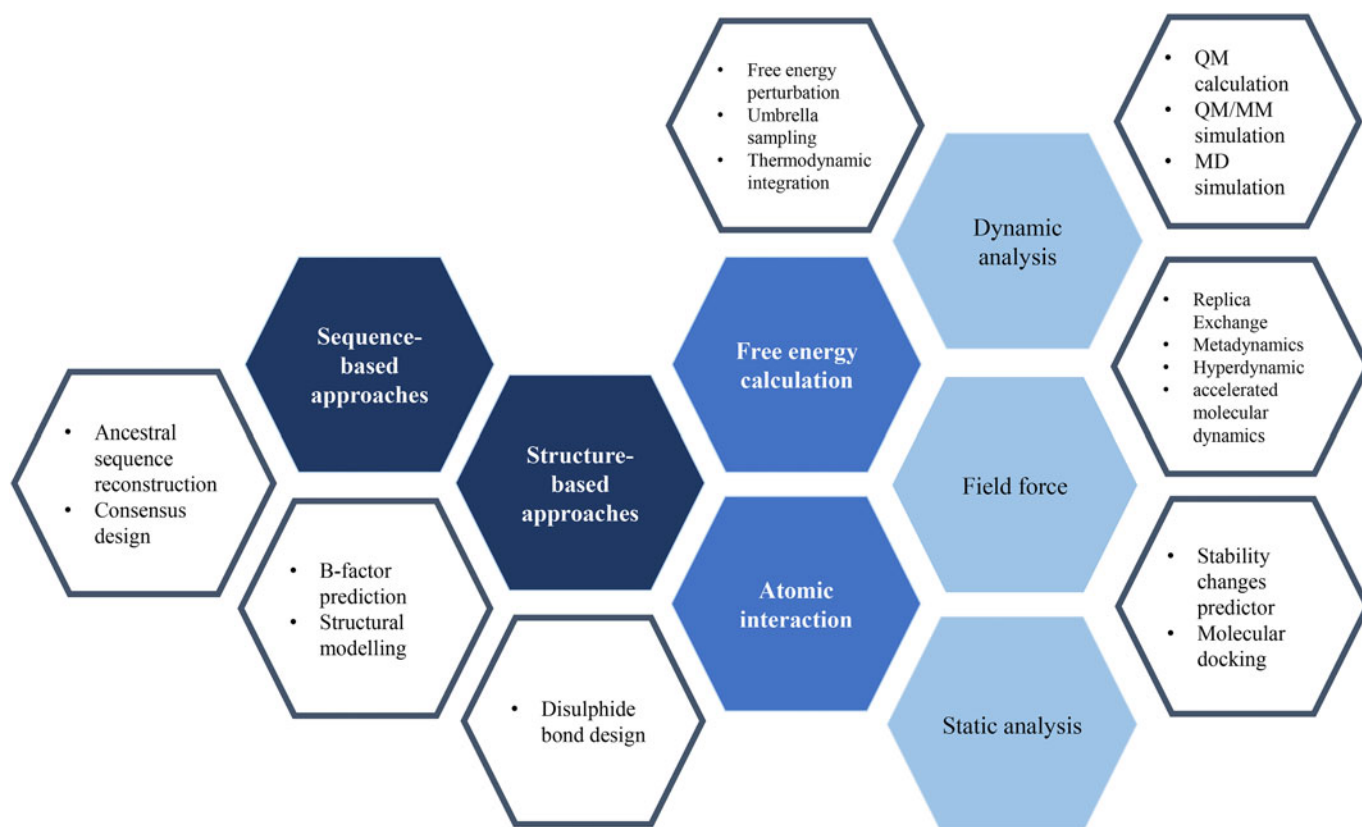 • Free energy
perturbation
• Umbrella
sampling
• Thermodynamic
integration
• QM
calculation
• QM/MM
simulation
• MD
simulation
Dynamic
analysis
Sequence-
based
approaches
Free energy
calculation
• Replica
Exchange
• Metadynamics
• Hyperdynamic
• accelerated
molecular
dynamics
• Ancestral
sequence
reconstruction
• Consensus
design
Structure-
based
approaches
Field force
• B-factor
prediction
• Structural
modelling
Atomic
interaction
• Stability
changes
predictor
• Molecular
docking
• Disulphide
bond design
Static analysis